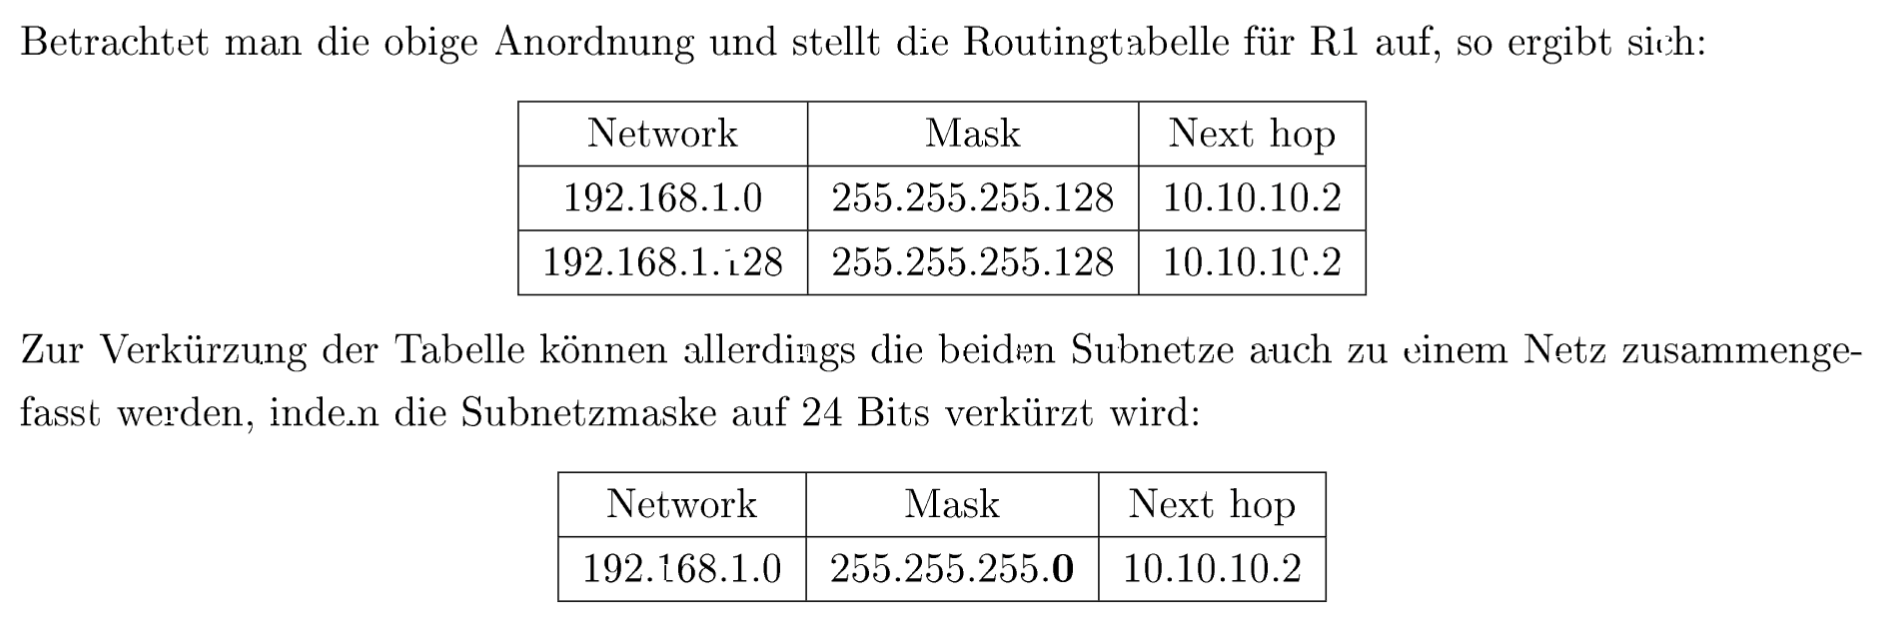 Betrachtet man die obige Anordnung und stellt die Routingtabelle für R1 auf, so ergibt sich:
Network Mask Next hop
192.168.1.0 255.255.255.128 10.10.10.2
192.168.1.128 255.255.255.128 10.10.10.2
Zur Verkürzung der Tabelle können allerdings die beiden Subnetze auch zu einem Netz zusammenge-
fasst werden, indem die Subnetzmaske auf 24 Bits verkürzt wird:
Network Mask Next hop
192.168.1.0 255.255.255.0 10.10.10.2